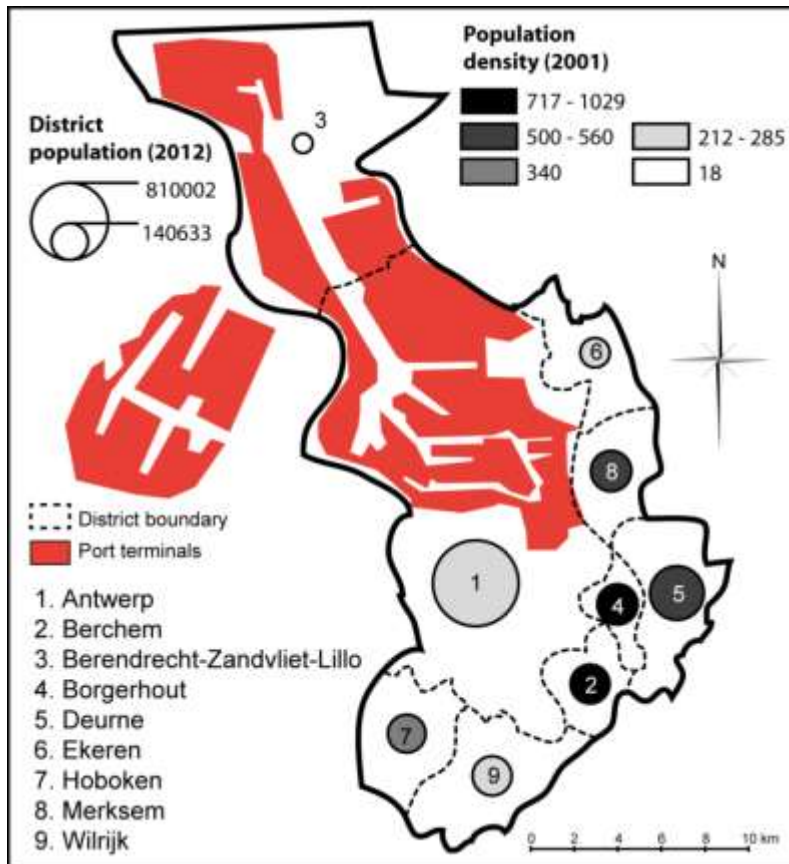 Population
density (2001)
717 - 1029
500 - 560
212 - 285
340
18
District
population (2012)
810002
140633
3
N
6
8
1
4
5
2
7
9
District boundary
Port terminals
1. Antwerp
2. Berchem
3. Berendrecht-Zandvliet-Lillo
4. Borgerhout
5. Deurne
6. Ekeren
7. Hoboken
8. Merksem
9. Wilrijk
0 2 4 6 8 10 km